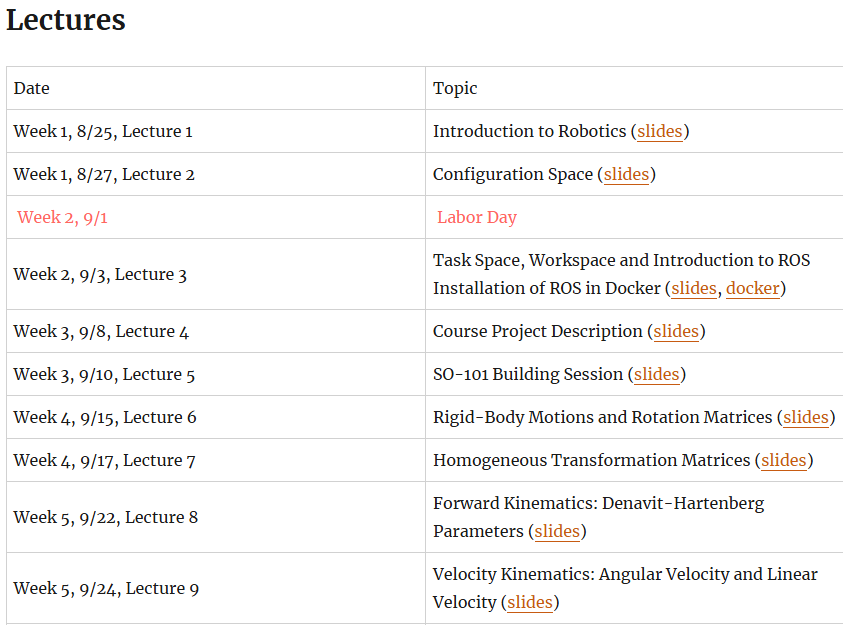 Lectures
Date
Topic
Week 1, 8/25, Lecture 1
Introduction to Robotics (slides)
Week 1, 8/27, Lecture 2
Configuration Space (slides)
Week 2, 9/1
Labor Day
Week 2, 9/3, Lecture 3
Task Space, Workspace and Introduction to ROS
Installation of ROS in Docker (slides, docker)
Week 3, 9/8, Lecture 4
Course Project Description (slides)
Week 3, 9/10, Lecture 5
SO-101 Building Session (slides)
Week 4, 9/15, Lecture 6
Rigid-Body Motions and Rotation Matrices (slides)
Week 4, 9/17, Lecture 7
Homogeneous Transformation Matrices (slides)
Week 5, 9/22, Lecture 8
Forward Kinematics: Denavit-Hartenberg
Parameters (slides)
Week 5, 9/24, Lecture 9
Velocity Kinematics: Angular Velocity and Linear
Velocity (slides)